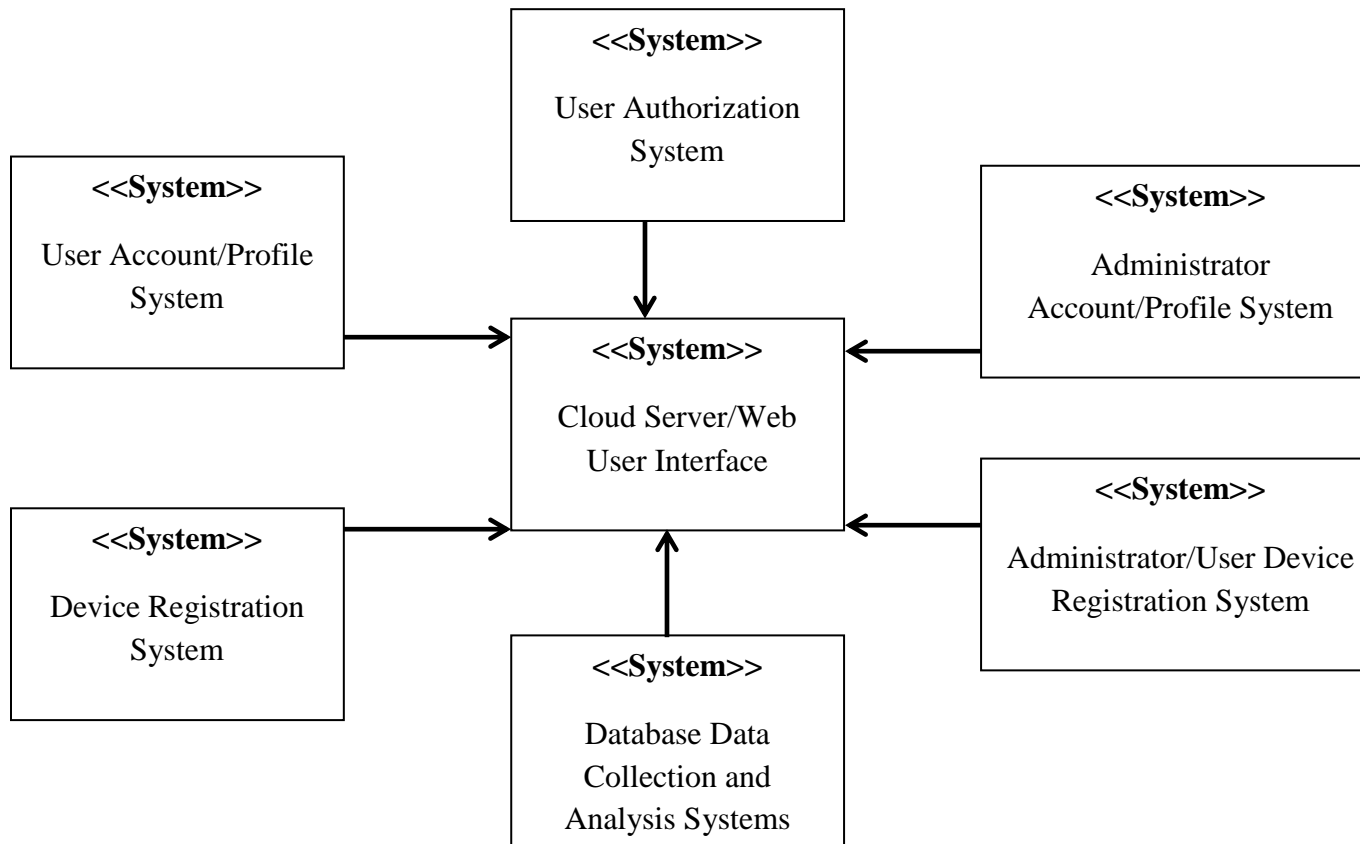 <<System>>
User Authorization
System
<<System>>
User Account/Profile
System
<<System>>
Administrator
Account/Profile System
<<System>>
Cloud Server/Web
User Interface
<<System>>
Device Registration
System
<<System>>
Administrator/User Device
Registration System
<<System>>
Database Data
Collection and
Analysis Systems